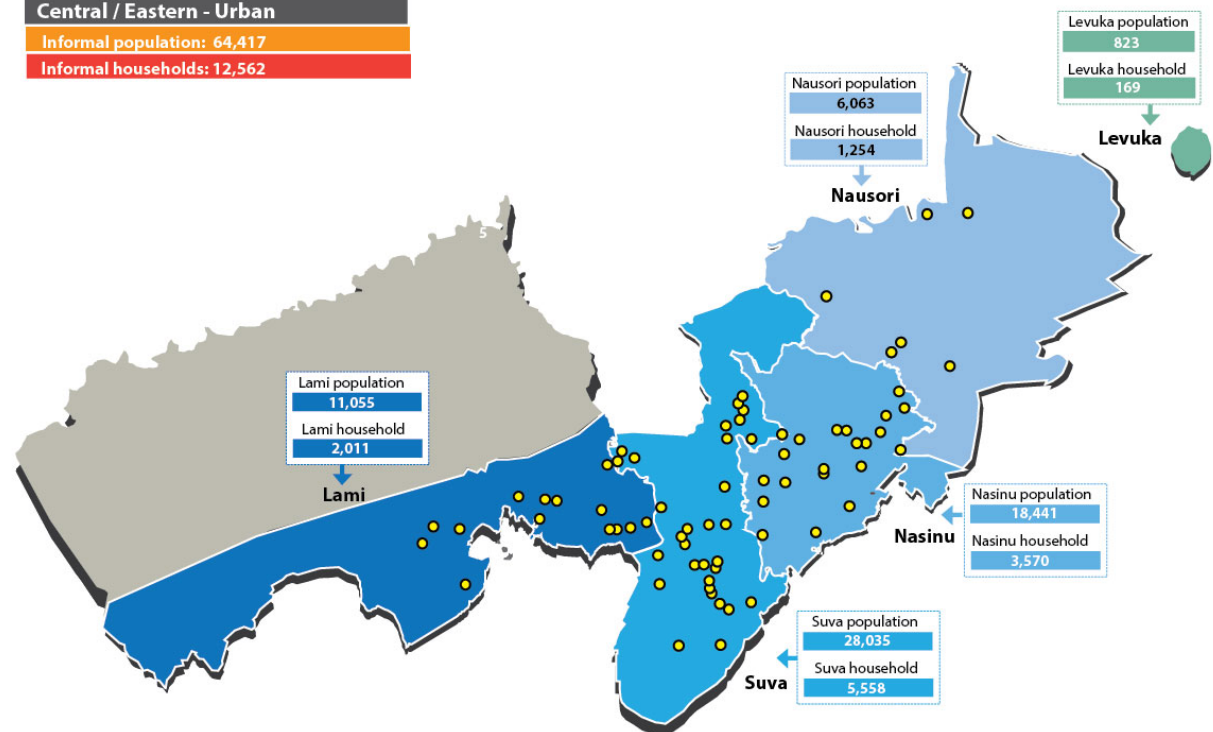 Central / Eastern - Urban
Informal population: 64,417
Informal households: 12,562
Levuka population
823
Levuka household
169
Levuka
Nausori population
6,063
Nausori household
1,254
Nausori
5
Lami population
11,055
Lami household
2,011
Lami
Nasinu population
18,441
Nasinu household
3,570
Nasinu
Suva population
28,035
Suva household
5,558
Suva